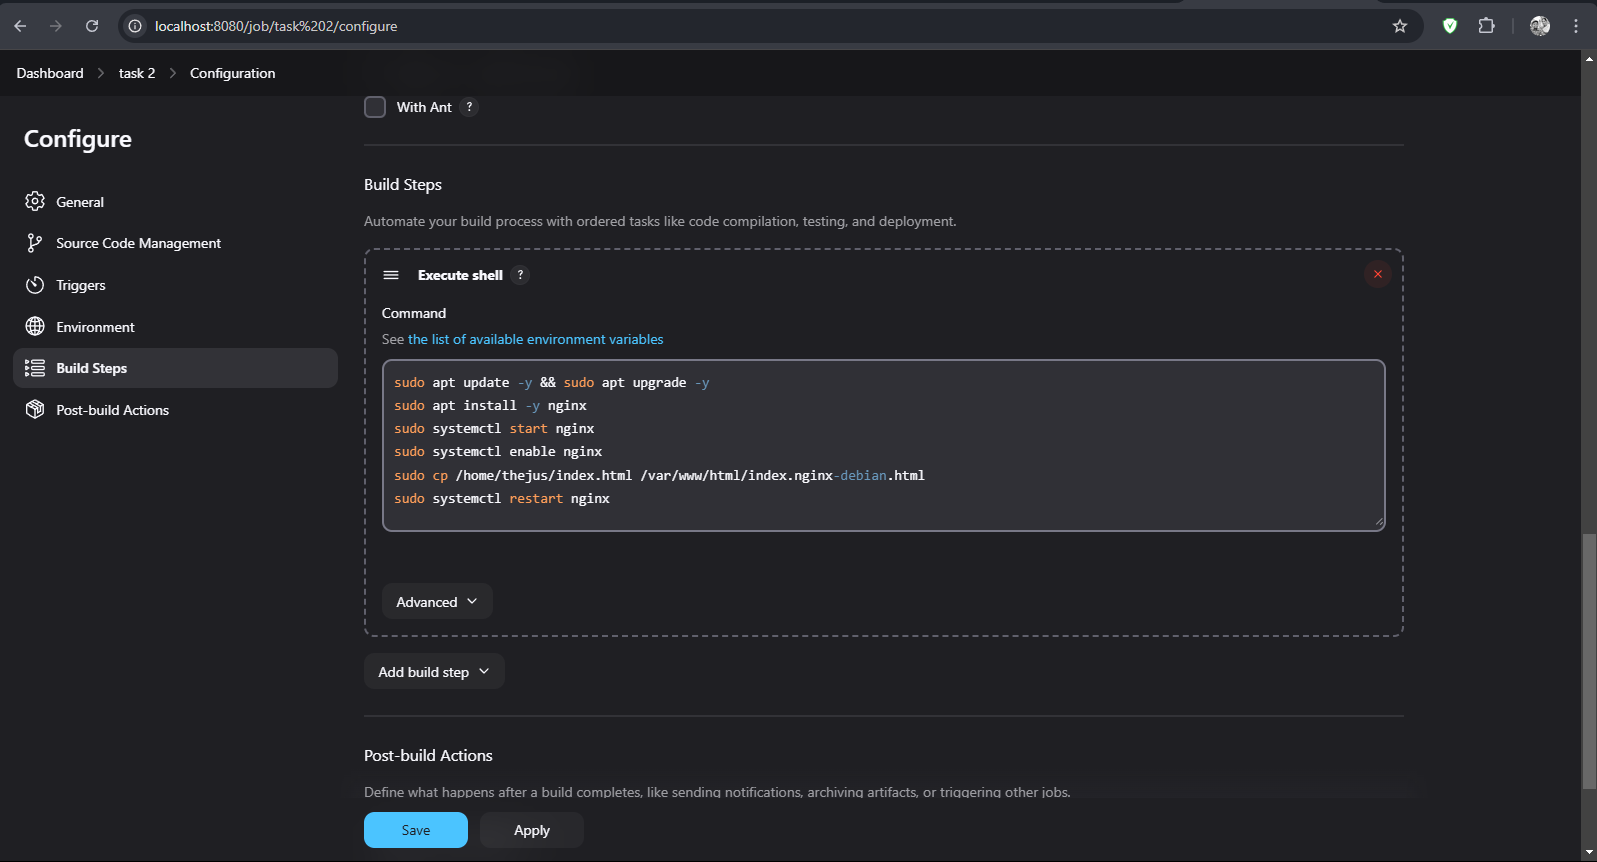 localhost:8080/job/task%202/configure
Dashboard > task 2 > Configuration
With Ant ?
Configure
General
Source Code Management
Triggers
Environment
Build Steps
Post-build Actions
Build Steps
Automate your build process with ordered tasks like code compilation, testing, and deployment.
Execute shell ?
Command
See the list of available environment variables
sudo apt update -y && sudo apt upgrade -y
sudo apt install -y nginx
sudo systemctl start nginx
sudo systemctl enable nginx
sudo cp /home/thejus/index.html /var/www/html/index.nginx-debian.html
sudo systemctl restart nginx
Advanced
Add build step
Post-build Actions
Define what happens after a build completes, like sending notifications, archiving artifacts, or triggering other jobs.
Save Apply